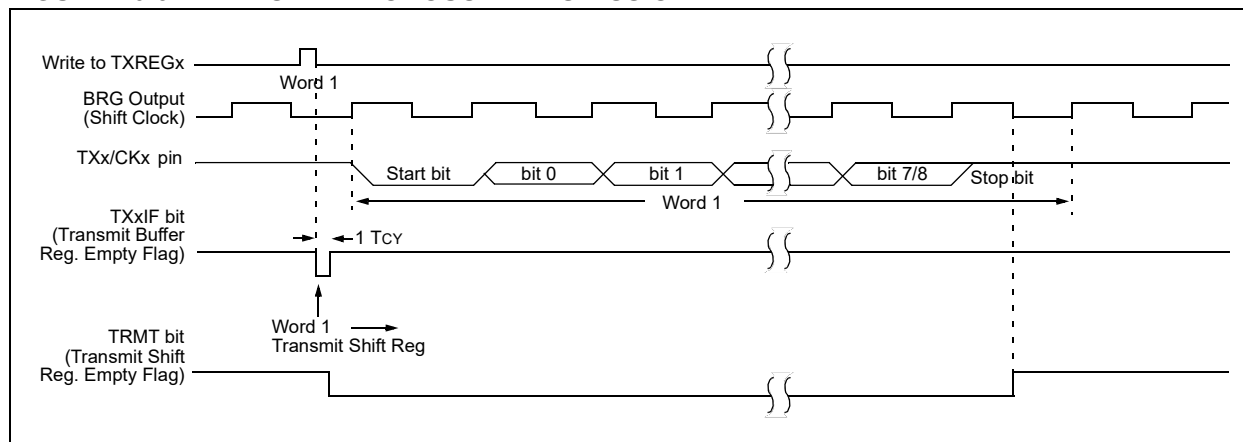 Write to TXREGx
Word 1
BRG Output
(Shift Clock)
TXx/CKx pin
Start bit
bit 0
bit 1
bit 7/8
Stop bit
Word 1
TXxIF bit
(Transmit Buffer
Reg. Empty Flag)
1 TCY
Word 1
Transmit Shift Reg
TRMT bit
(Transmit Shift
Reg. Empty Flag)